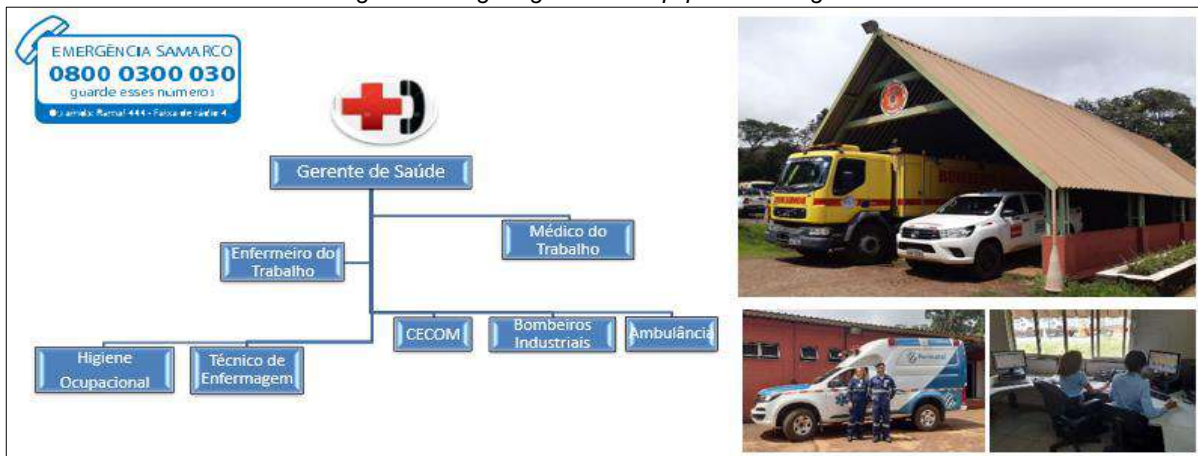 EMERGÊNCIA SAMARCO
0800 0300 030
guarde esses números
Gerente de Saúde
Médico do
Trabalho
Enfermeiro do
Trabalho
CECOM
Bombeiros
Industriais
Ambulância
Higiene
Ocupacional
Técnico de
Enfermagem